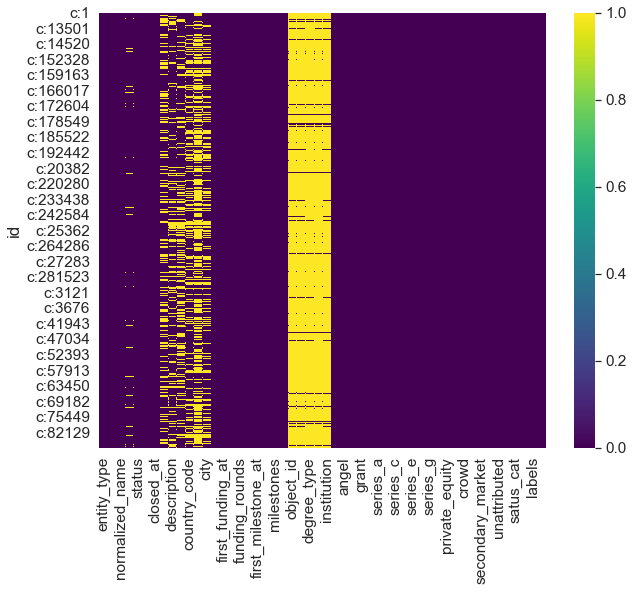 c:1
c:13501
c:14520
c:152328
c:159163
c:166017
c:172604
c:178549
c:185522
c:192442
c:20382
c:220280
c:233438
c:242584
c:25362
c:264286
c:27283
c:281523
c:3121
c:3676
c:41943
c:47034
c:52393
c:57913
c:63450
c:69182
c:75449
c:82129
id
entity_type
normalized_name
status
closed_at
description
country_code
city
first_funding_at
funding_rounds
first_milestone_at
milestones
object_id
degree_type
institution
angel
grant
series_a
series_c
series_e
series_g
private_equity
crowd
secondary_market
unattributed
satus_cat
labels
1.0
0.8
0.6
0.4
0.2
0.0